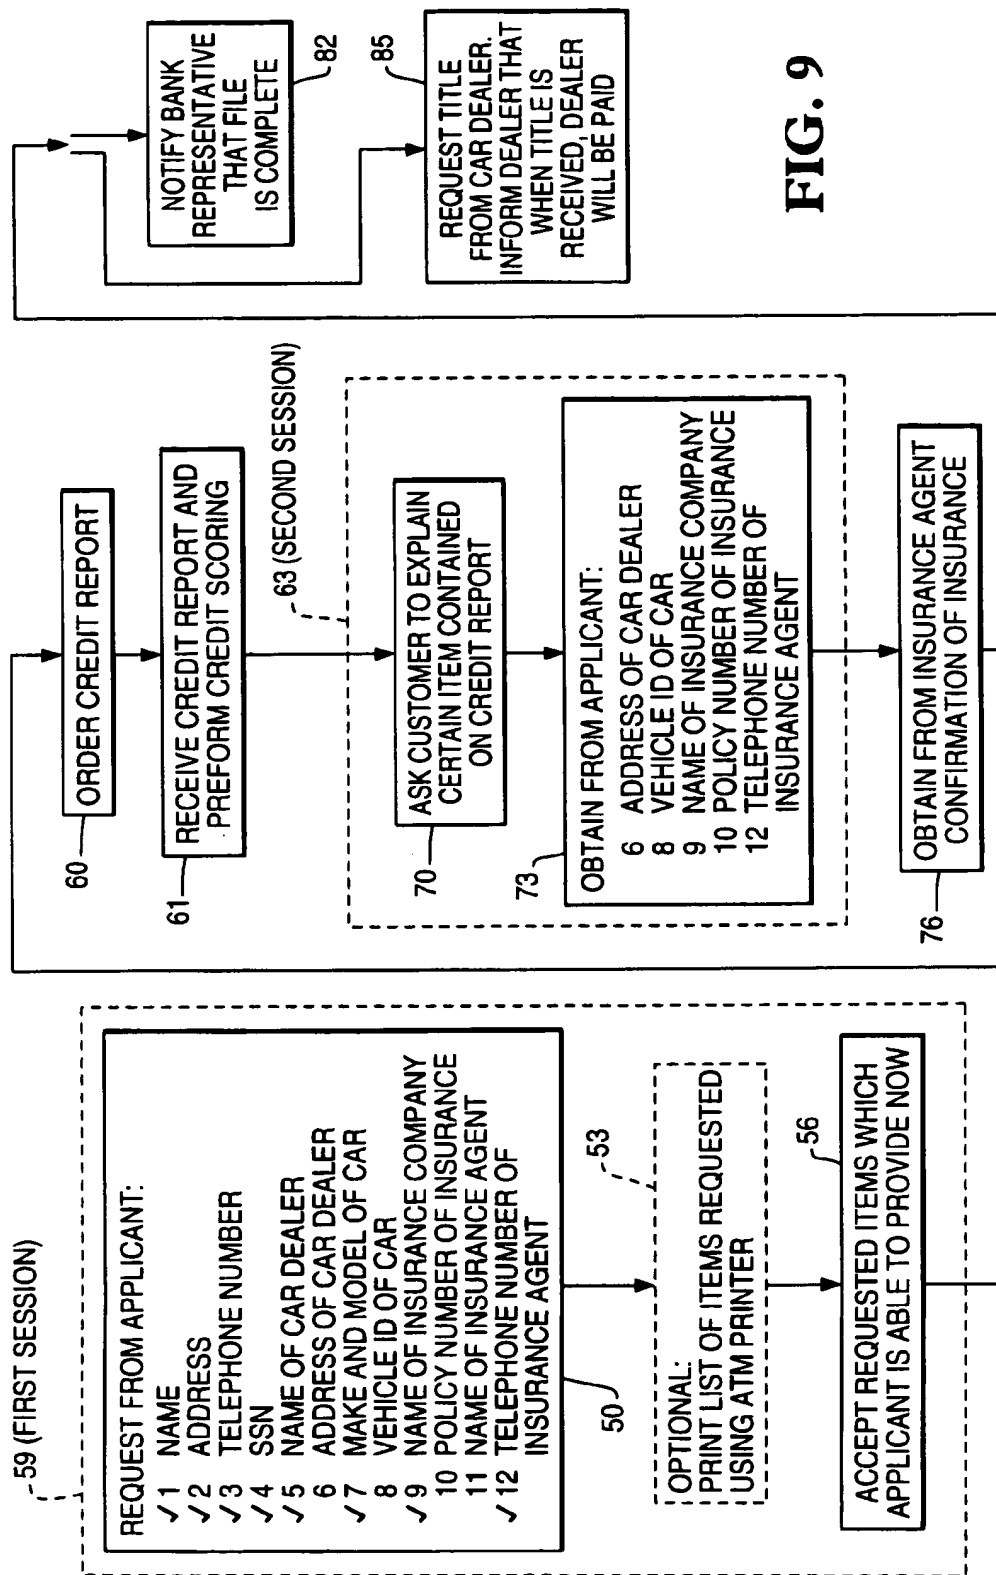 59 (FIRST SESSION)
REQUEST FROM APPLICANT:
✓1 NAME
✓2 ADDRESS
✓3 TELEPHONE NUMBER
✓4 SSN
✓5 NAME OF CAR DEALER
6 ADDRESS OF CAR DEALER
✓7 MAKE AND MODEL OF CAR
8 VEHICLE ID OF CAR
✓9 NAME OF INSURANCE COMPANY
10 POLICY NUMBER OF INSURANCE
11 NAME OF INSURANCE AGENT
✓12 TELEPHONE NUMBER OF
INSURANCE AGENT
50
OPTIONAL:
PRINT LIST OF ITEMS REQUESTED
USING ATM PRINTER
53
ACCEPT REQUESTED ITEMS WHICH
APPLICANT IS ABLE TO PROVIDE NOW
56
ORDER CREDIT REPORT
60
RECEIVE CREDIT REPORT AND
PREFORM CREDIT SCORING
61
63 (SECOND SESSION)
ASK CUSTOMER TO EXPLAIN
CERTAIN ITEM CONTAINED
ON CREDIT REPORT
70
OBTAIN FROM APPLICANT:
6 ADDRESS OF CAR DEALER
8 VEHICLE ID OF CAR
9 NAME OF INSURANCE COMPANY
10 POLICY NUMBER OF INSURANCE
12 TELEPHONE NUMBER OF
INSURANCE AGENT
73
OBTAIN FROM INSURANCE AGENT
CONFIRMATION OF INSURANCE
76
NOTIFY BANK
REPRESENTATIVE
THAT FILE
IS COMPLETE
82
REQUEST TITLE
FROM CAR DEALER.
INFORM DEALER THAT
WHEN TITLE IS
RECEIVED, DEALER
WILL BE PAID
85
FIG. 9